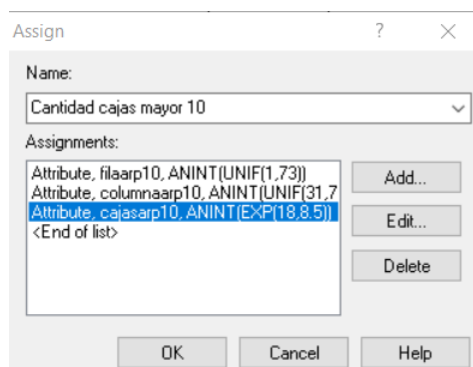 Assign ? ×
Name:
Cantidad cajas mayor 10
Assignments:
Attribute, filaarp10, ANINT(UNIF(1,73))
Attribute, columnaarp10, ANINT(UNIF(31,7
Attribute, cajasarp10, ANINT(EXP(18,8.5))
<End of list>
Add...
Edit...
Delete
OK Cancel Help